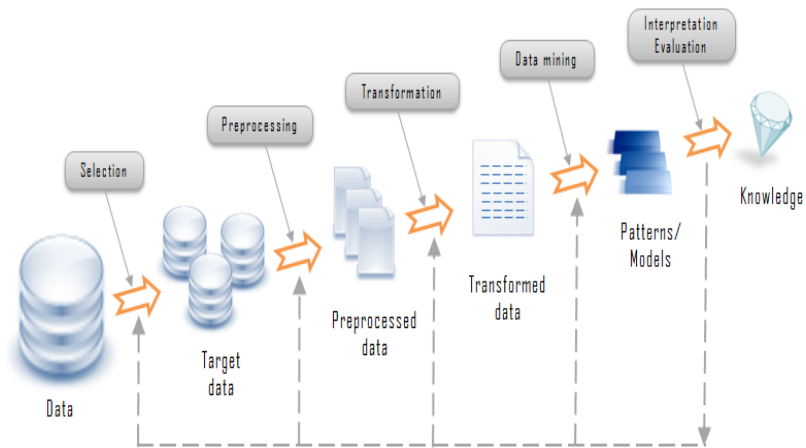 Interpretation
Evaluation
Data mining
Transformation
Preprocessing
Selection
Knowledge
Patterns/
Models
Transformed
data
Preprocessed
data
Target
data
Data